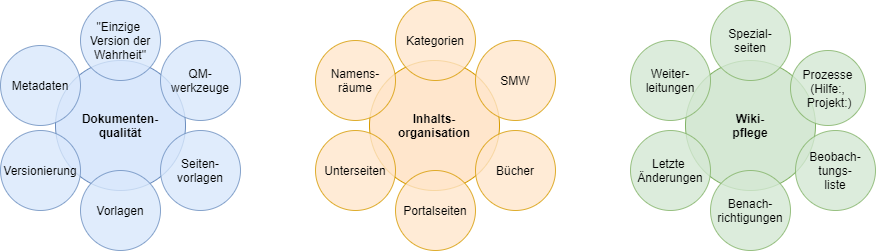 "Einzige
Version der
Wahrheit"
Metadaten
QM-
werkzeuge
Dokumenten-
qualität
Versionierung
Seiten-
vorlagen
Vorlagen
Kategorien
Namens-
räume
SMW
Inhalts-
organisation
Unterseiten
Bücher
Portalseiten
Spezial-
seiten
Weiter-
leitungen
Prozesse
(Hilfe:,
Projekt:)
Wiki-
pflege
Letzte
Änderungen
Beobach-
tungs-
liste
Benach-
richtigungen